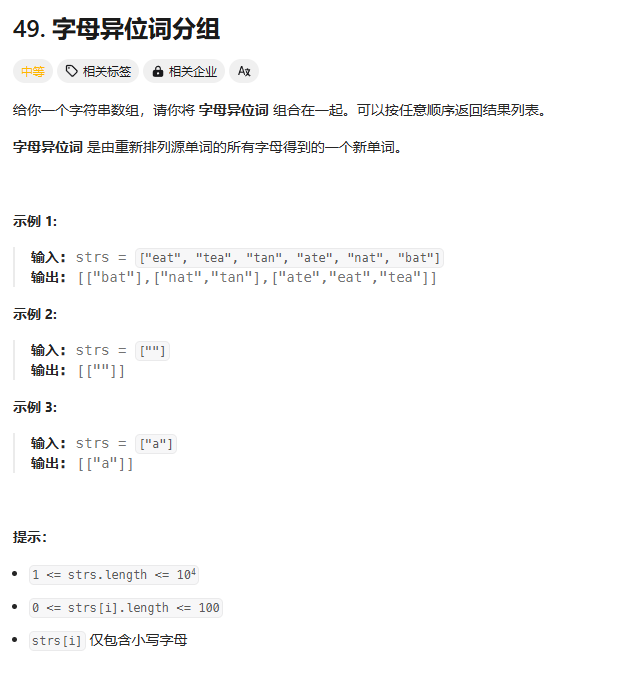 49. 字母异位词分组
中等 相关标签 相关企业
给你一个字符串数组，请你将 字母异位词 组合在一起。可以按任意顺序返回结果列表。
字母异位词 是由重新排列源单词的所有字母得到的一个新单词。
示例 1:
输入: strs = ["eat", "tea", "tan", "ate", "nat", "bat"]
输出: [["bat"],["nat","tan"],["ate","eat","tea"]]
示例 2:
输入: strs = [""]
输出: [[""]]
示例 3:
输入: strs = ["a"]
输出: [["a"]]
提示：
1 <= strs.length <= 10⁴
0 <= strs[i].length <= 100
strs[i] 仅包含小写字母